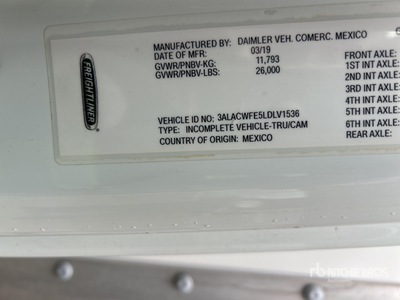 MANUFACTURED BY: DAIMLER VEH. COMERC. MEXICO
DATE OF MFR: 03/19
GVWR/PNBV-KG: 11,793
GVWR/PNBV-LBS: 26,000
FREIGHTLINER
VEHICLE ID NO: 3ALACWFE5LDLV1536
TYPE: INCOMPLETE VEHICLE-TRU/CAM
COUNTRY OF ORIGIN: MEXICO
FRONT AXLE:
1ST INT AXLE:
2ND INT AXLE:
3RD INT AXLE:
4TH INT AXLE:
5TH INT AXLE:
6TH INT AXLE:
REAR AXLE: